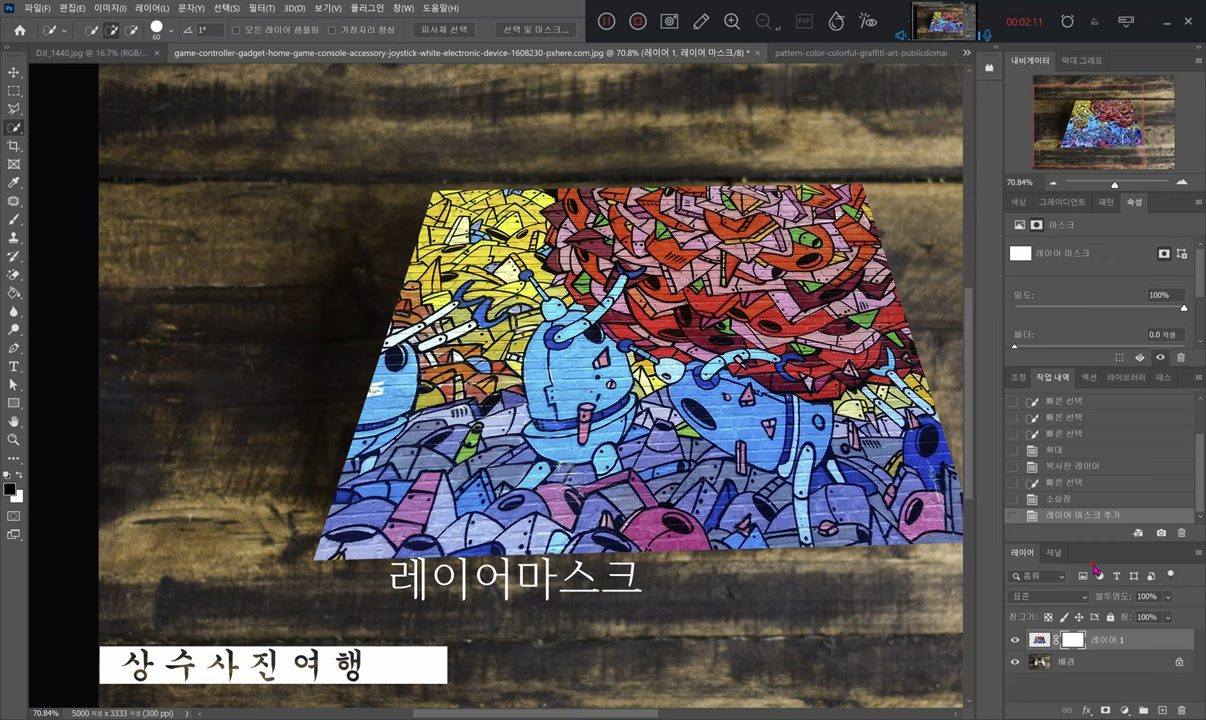 파일(F) 편집(E) 이미지(I) 레이어(L) 문자(Y) 선택(S) 필터(T) 3D(D) 보기(V) 플러그인 창(W) 도움말(H)
60 1° 모든 레이어 샘플링 가장자리 향상 피사체 선택 선택 및 마스크...
PIP 00:02:11
DJI_1440.jpg @ 16.7% (RGB/... × game-controller-gadget-home-game-console-accessory-joystick-white-electronic-device-1608230-pxhere.com.jpg @ 70.8% (레이어 1, 레이어 마스크/8) * × pattern-color-colorful-graffiti-art-publicdomai
내비게이터 막대 그래프
70.84%
색상 그레이디언트 패턴 속성
마스크
레이어 마스크
밀도: 100%
페더: 0.0 픽셀
조정 작업 내역 액션 라이브러리 패스
빠른 선택
빠른 선택
빠른 선택
확대
복사한 레이어
빠른 선택
소실점
레이어 마스크 추가
레이어 채널
종류
표준 불투명도: 100%
잠그기: 칠: 100%
레이어 1
배경
레이어마스크
상수사진여행
70.84% 5000 픽셀 x 3333 픽셀 (300 ppi)